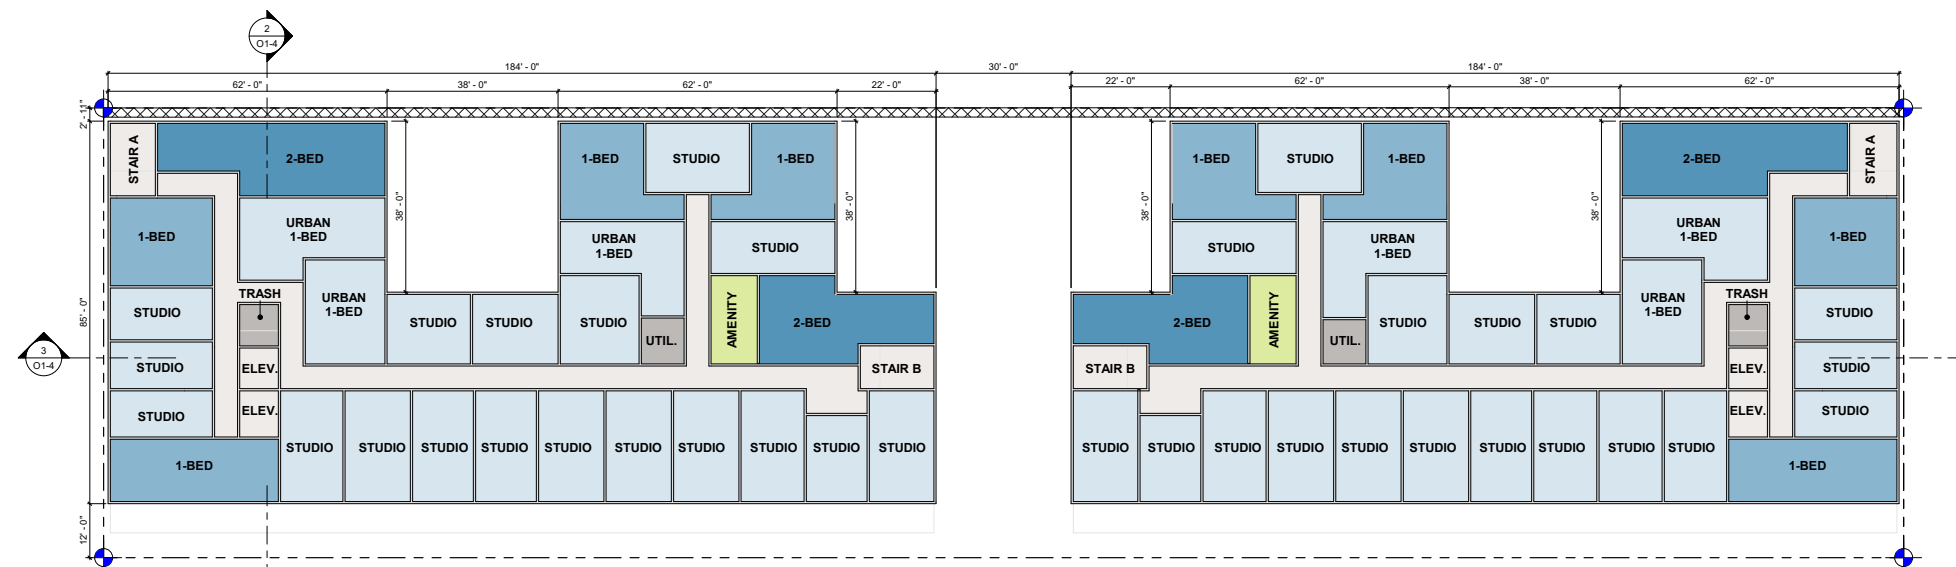 2
O1-4
184' - 0"
30' - 0"
184' - 0"
62' - 0"
38' - 0"
62' - 0"
22' - 0"
22' - 0"
62' - 0"
38' - 0"
62' - 0"
2' - 11"
85' - 0"
12' - 0"
3
O1-4
STAIR A
2-BED
1-BED
URBAN
1-BED
STUDIO
TRASH
URBAN
1-BED
STUDIO
ELEV.
STUDIO
ELEV.
1-BED
38' - 0"
STUDIO
STUDIO
1-BED
STUDIO
1-BED
URBAN
1-BED
STUDIO
STUDIO
UTIL.
AMENITY
2-BED
38' - 0"
STAIR B
STUDIO
STUDIO
STUDIO
STUDIO
STUDIO
STUDIO
STUDIO
STUDIO
STUDIO
STUDIO
38' - 0"
1-BED
STUDIO
1-BED
STUDIO
URBAN
1-BED
2-BED
AMENITY
UTIL.
STUDIO
STAIR B
STUDIO
STUDIO
38' - 0"
2-BED
STAIR A
URBAN
1-BED
1-BED
URBAN
1-BED
TRASH
STUDIO
ELEV.
STUDIO
ELEV.
STUDIO
STUDIO
STUDIO
STUDIO
STUDIO
STUDIO
STUDIO
STUDIO
STUDIO
STUDIO
STUDIO
1-BED